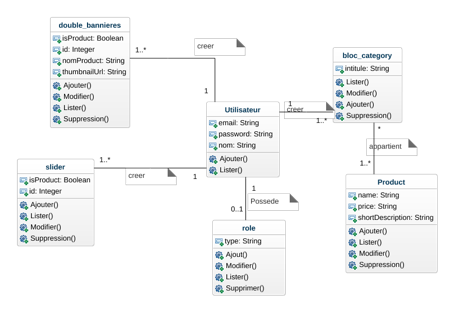 double_bannieres
isProduct: Boolean
id: Integer
nomProduct: String
thumbnailUrl: String
Ajouter()
Modifier()
Lister()
Suppression()
1..*
creer
1
bloc_category
intitule: String
Lister()
Modifier()
Ajouter()
Suppression()
Utilisateur
email: String
password: String
nom: String
Ajouter()
Lister()
1
creer
1..*
*
appartient
1..*
slider
isProduct: Boolean
id: Integer
Ajouter()
Lister()
Modifier()
Suppression()
1..*
creer
1
1
Possede
0..1
Product
name: String
price: String
shortDescription: String
Ajouter()
Lister()
Modifier()
Suppression()
role
type: String
Ajout()
Modifier()
Lister()
Supprimer()